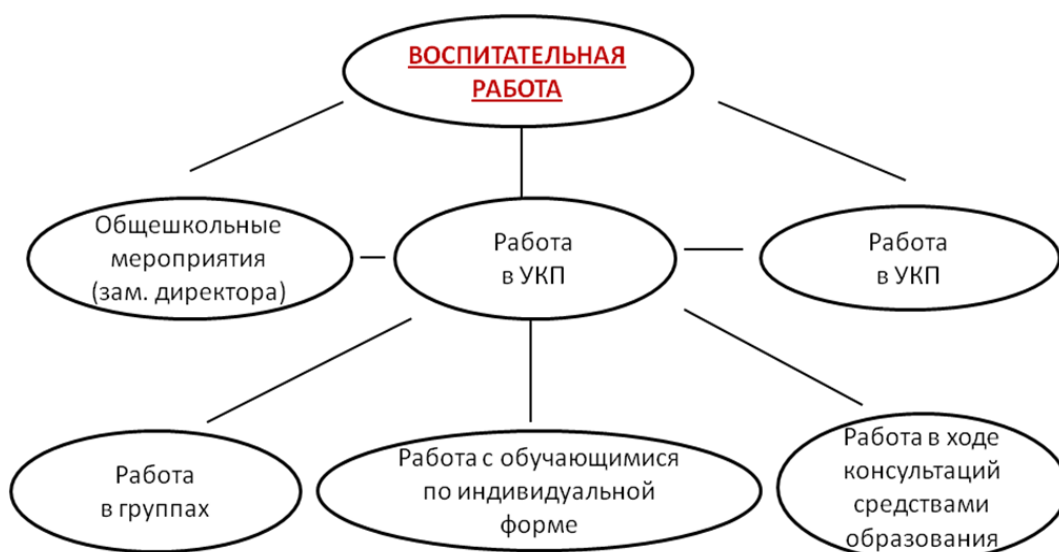 ВОСПИТАТЕЛЬНАЯ
РАБОТА
Общешкольные
мероприятия
(зам. директора)
Работа
в УКП
Работа
в УКП
Работа
в группах
Работа с обучающимися
по индивидуальной
форме
Работа в ходе
консультаций
средствами
образования